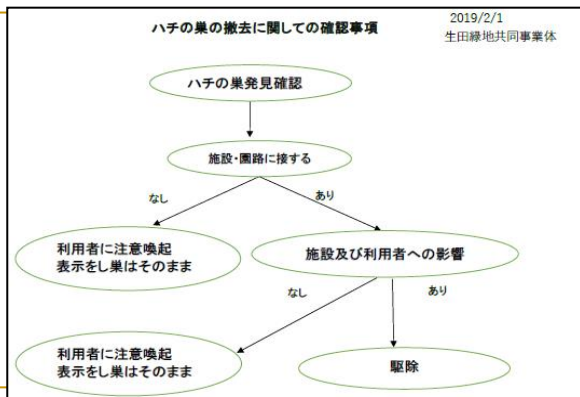 ハチの巣の撤去に関しての確認事項
2019/2/1
生田緑地共同事業体
ハチの巣発見確認
施設・園路に接する
なし
あり
利用者に注意喚起
表示をし巣はそのまま
施設及び利用者への影響
なし
あり
利用者に注意喚起
表示をし巣はそのまま
駆除